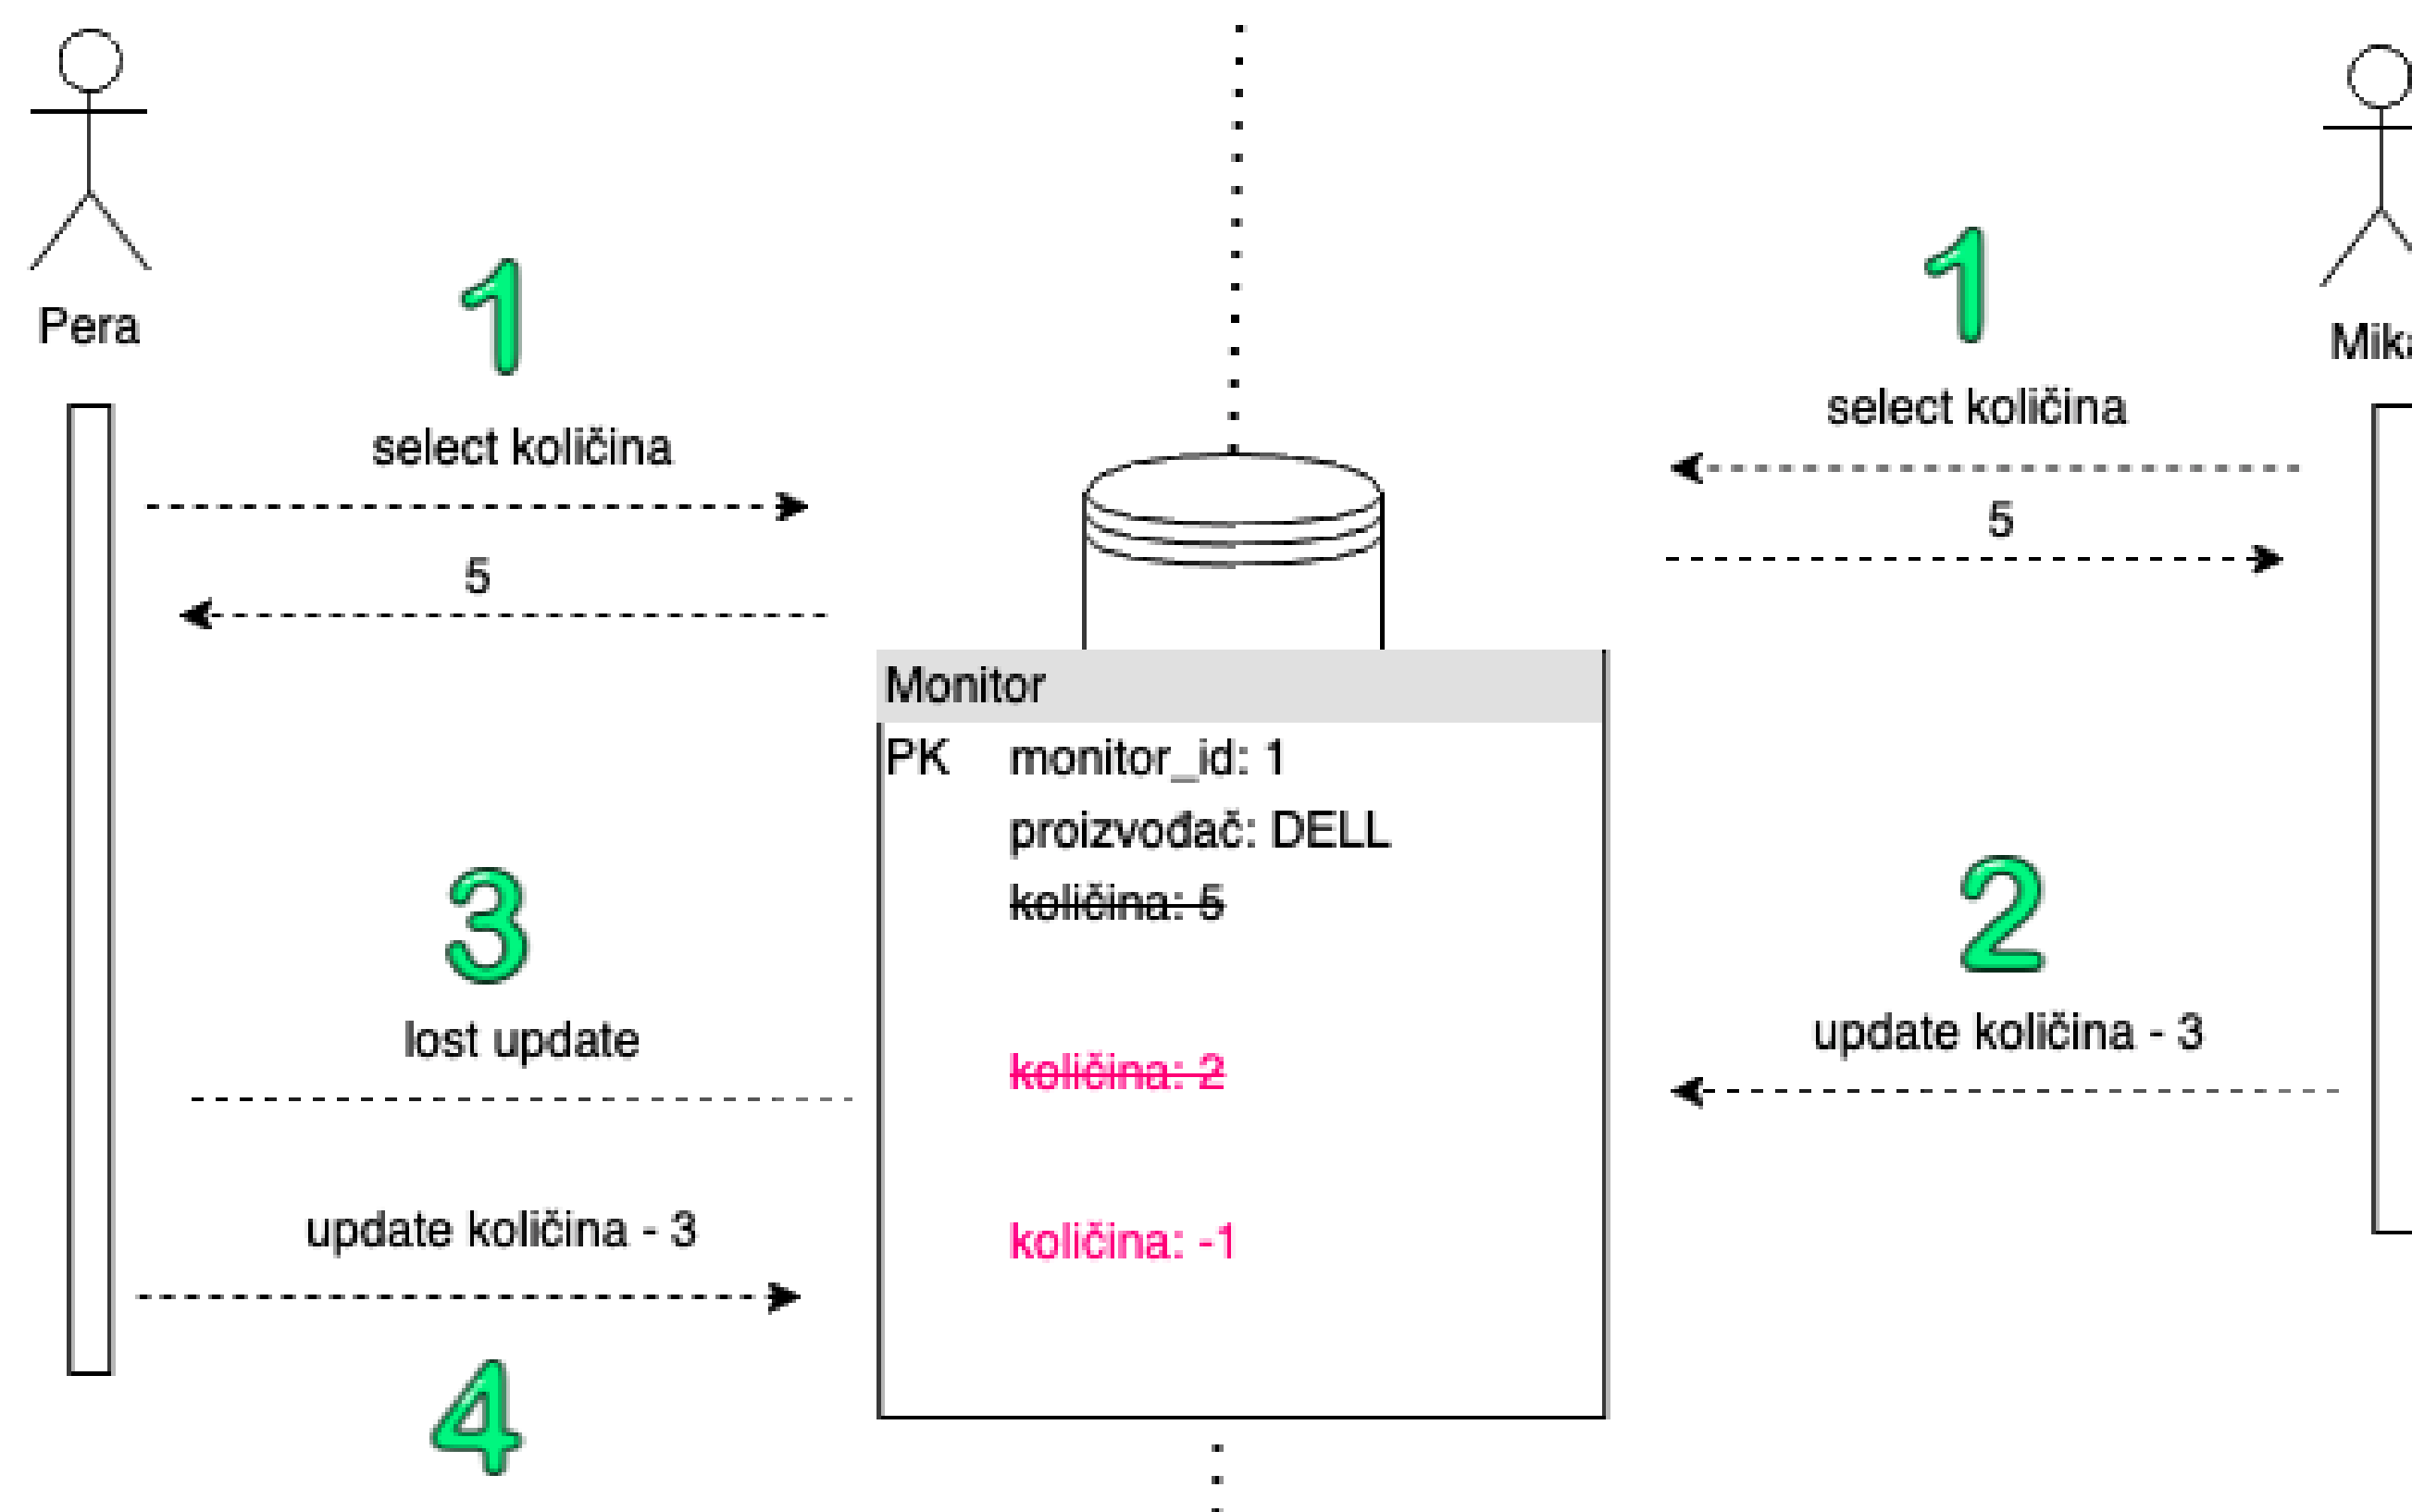 Pera
1
select količina
5
3
lost update
update količina - 3
4
Monitor
PK monitor_id: 1
proizvođač: DELL
količina: 5
količina: 2
količina: -1
Mika
1
select količina
5
2
update količina - 3